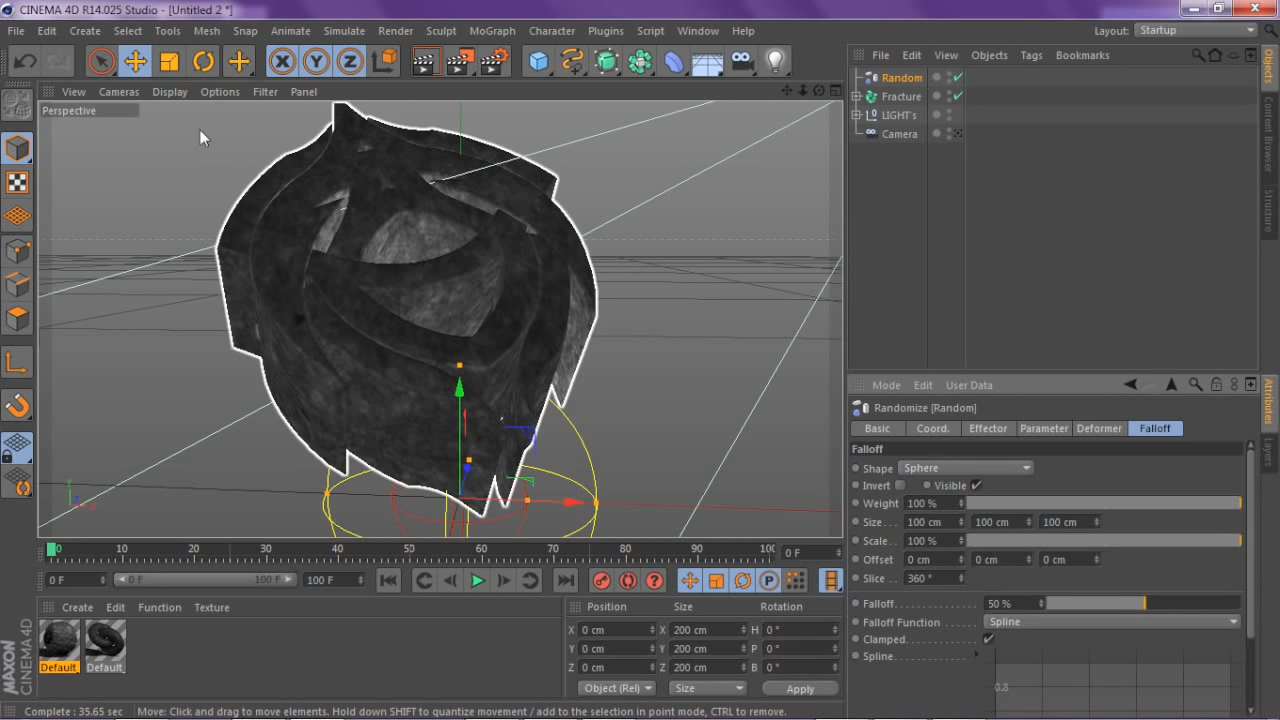 CINEMA 4D R14.025 Studio - [Untitled 2 *]
File Edit Create Select Tools Mesh Snap Animate Simulate Render Sculpt MoGraph Character Plugins Script Window Help Layout: Startup
X Y Z
File Edit View Objects Tags Bookmarks
View Cameras Display Options Filter Panel
Perspective
Random
Fracture
LIGHT's
Camera
Objects
Content Browser
Structure
Mode Edit User Data
Randomize [Random]
Basic Coord. Effector Parameter Deformer Falloff
Attributes
Layers
Falloff
Shape Sphere
Invert Visible
Weight 100 %
Size... 100 cm 100 cm 100 cm
Scale... 100 %
Offset 0 cm 0 cm 0 cm
Slice... 360 °
Falloff 50 %
Falloff Function Spline
Clamped
Spline
0.8
0 10 20 30 40 50 60 70 80 90 100 0 F
0 F 0 F 100 F 100 F
Create Edit Function Texture
Default. Default.
Position Size Rotation
X 0 cm X 200 cm H 0 °
Y 0 cm Y 200 cm P 0 °
Z 0 cm Z 200 cm B 0 °
Object (Rel) Size Apply
MAXON CINEMA 4D
Complete : 35.65 sec Move: Click and drag to move elements. Hold down SHIFT to quantize movement / add to the selection in point mode, CTRL to remove.